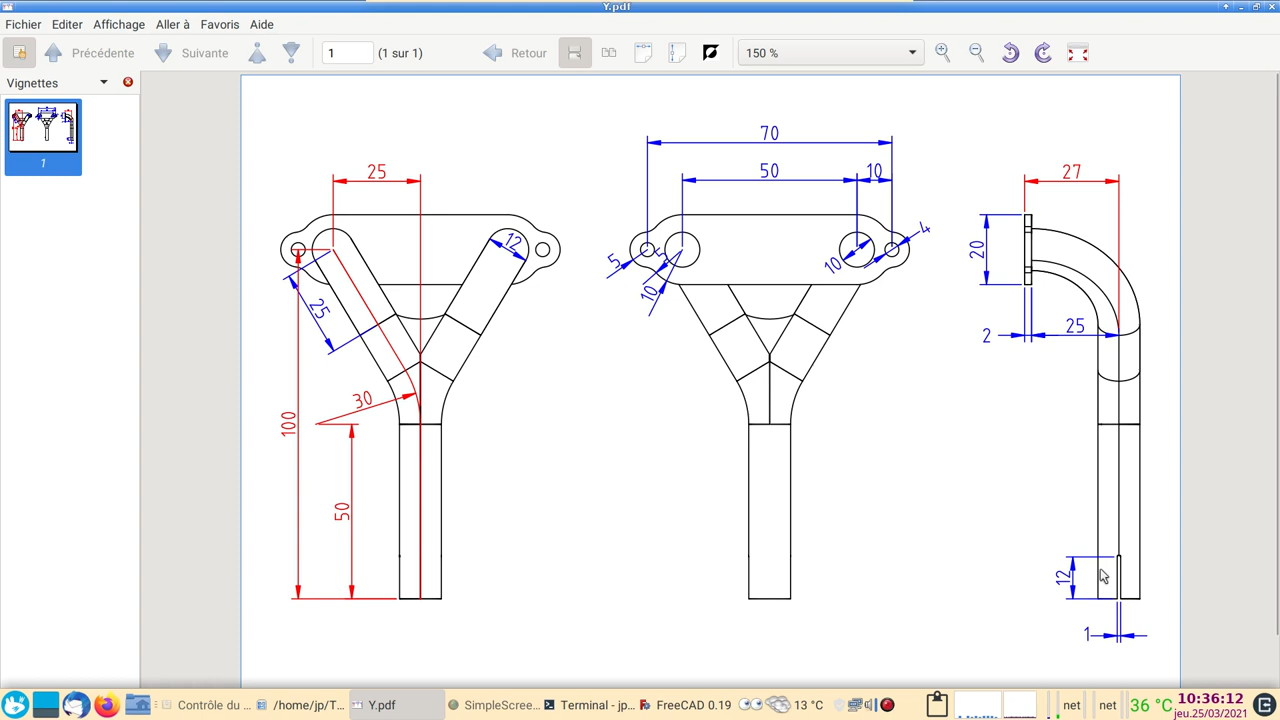 Y.pdf
Fichier Editer Affichage Aller à Favoris Aide
Précédente Suivante 1 (1 sur 1) Retour 150 %
Vignettes
1
70
25 50 10 27
12 4
5 5 10 20
10
25 2 25
30
100
50
12
1
Contrôle du ... /home/jp/T... Y.pdf SimpleScree... Terminal - jp... FreeCAD 0.19 13 °C net net 36 °C 10:36:12
jeu.25/03/2021